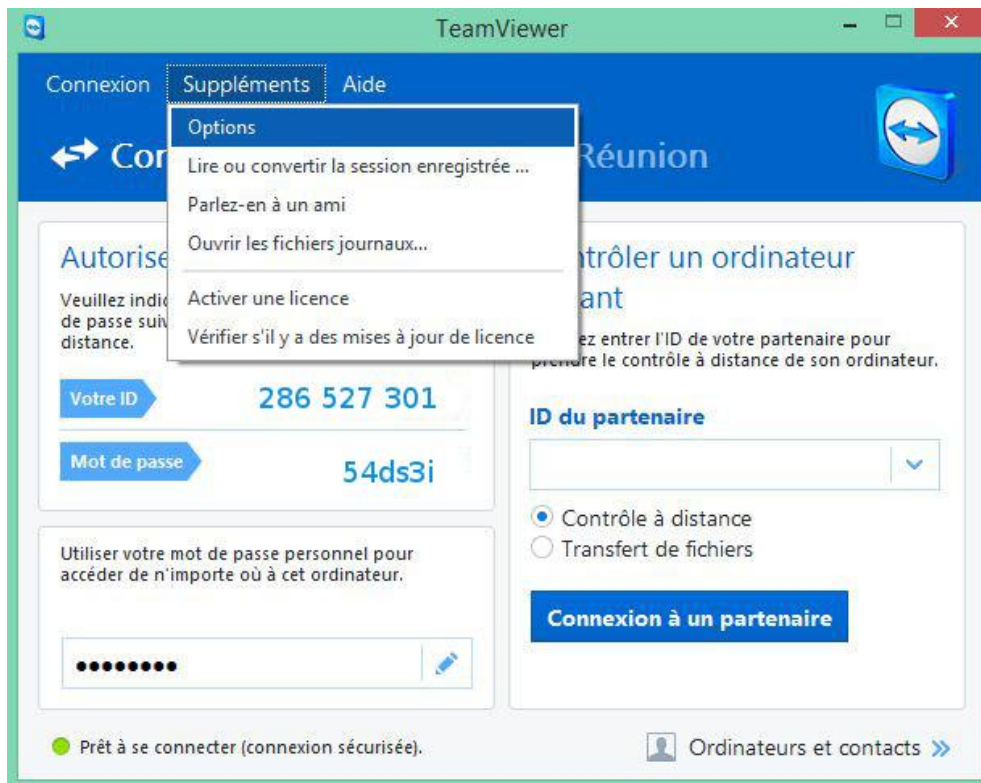 TeamViewer
Connexion Suppléments Aide
Options
Lire ou convertir la session enregistrée ...
Parlez-en à un ami
Ouvrir les fichiers journaux...
Activer une licence
Vérifier s'il y a des mises à jour de licence
Con
Réunion
Autorise
Veuillez indi
de passe sui
distance.
Votre ID 286 527 301
Mot de passe 54ds3i
Utiliser votre mot de passe personnel pour
accéder de n'importe où à cet ordinateur.
••••••••
trôler un ordinateur
ant
ez entrer l'ID de votre partenaire pour
prendre le contrôle à distance de son ordinateur.
ID du partenaire
Contrôle à distance
Transfert de fichiers
Connexion à un partenaire
Prêt à se connecter (connexion sécurisée).
Ordinateurs et contacts »